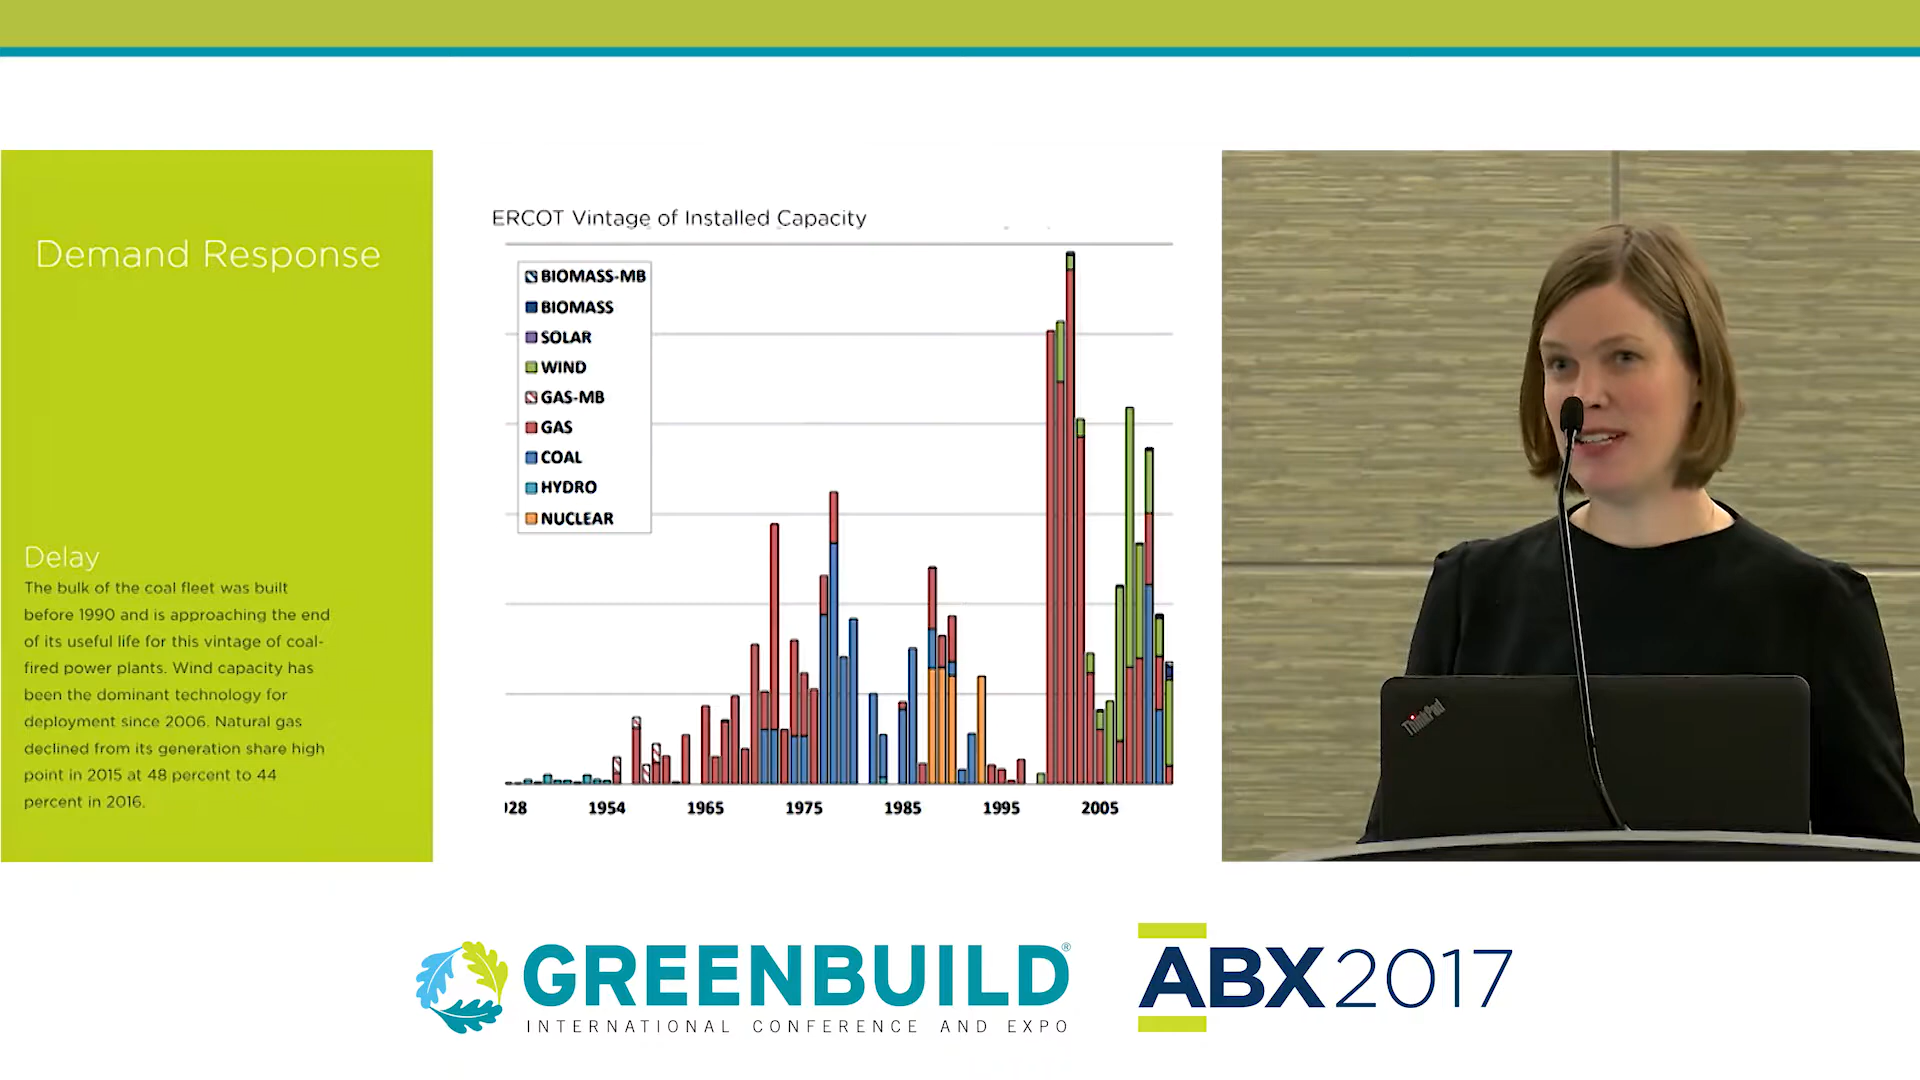 Demand Response
Delay
The bulk of the coal fleet was built
before 1990 and is approaching the end
of its useful life for this vintage of coal-
fired power plants. Wind capacity has
been the dominant technology for
deployment since 2006. Natural gas
declined from its generation share high
point in 2015 at 48 percent to 44
percent in 2016.
ERCOT Vintage of Installed Capacity
BIOMASS-MB
BIOMASS
SOLAR
WIND
GAS-MB
GAS
COAL
HYDRO
NUCLEAR
28 1954 1965 1975 1985 1995 2005
ThinkPad
GREENBUILD®
INTERNATIONAL CONFERENCE AND EXPO
ABX2017